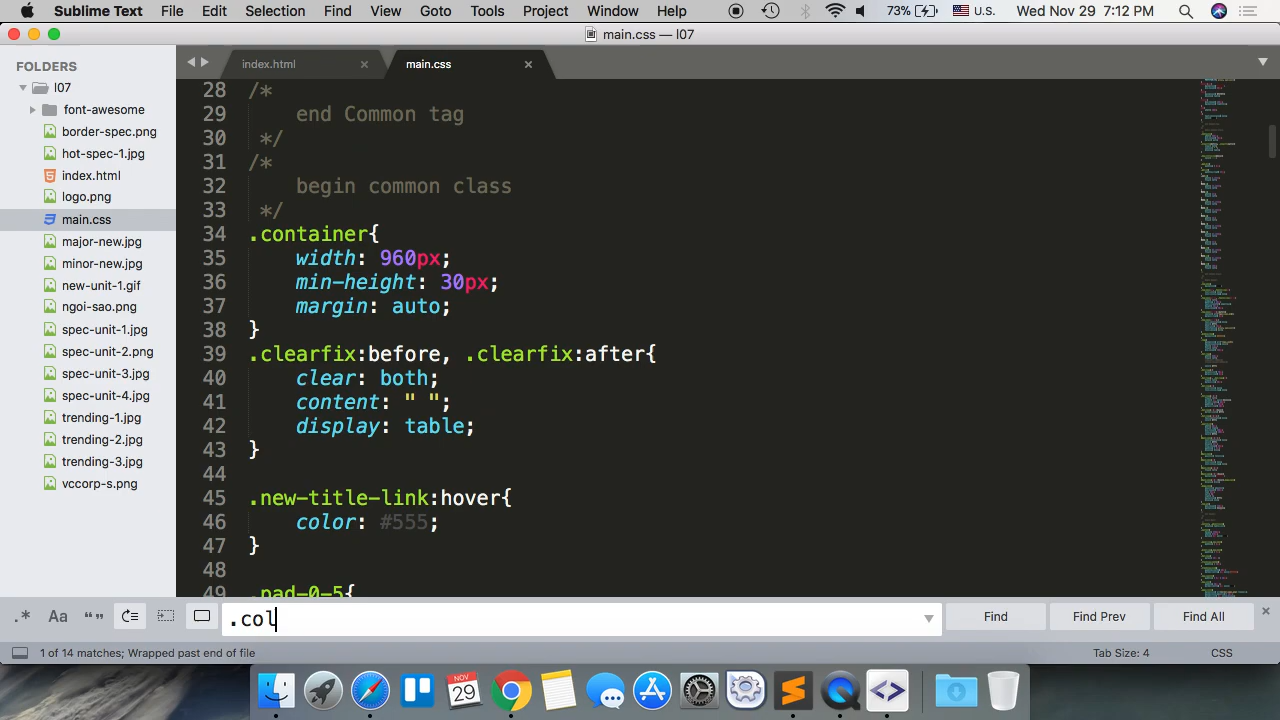 Sublime Text File Edit Selection Find View Goto Tools Project Window Help 73% U.S. Wed Nov 29 7:12 PM
main.css — l07
FOLDERS
l07
font-awesome
border-spec.png
hot-spec-1.jpg
index.html
logo.png
main.css
major-new.jpg
minor-new.jpg
new-unit-1.gif
ngoi-sao.png
spec-unit-1.jpg
spec-unit-2.png
spec-unit-3.jpg
spec-unit-4.jpg
trending-1.jpg
trending-2.jpg
trending-3.jpg
vccorp-s.png
index.html main.css
28 /*
29 end Common tag
30 */
31 /*
32 begin common class
33 */
34 .container{
35 width: 960px;
36 min-height: 30px;
37 margin: auto;
38 }
39 .clearfix:before, .clearfix:after{
40 clear: both;
41 content: " ";
42 display: table;
43 }
44
45 .new-title-link:hover{
46 color: #555;
47 }
48
49 .pad-0-5{
.* Aa “” .col Find Find Prev Find All
1 of 14 matches; Wrapped past end of file Tab Size: 4 CSS
NOV
29